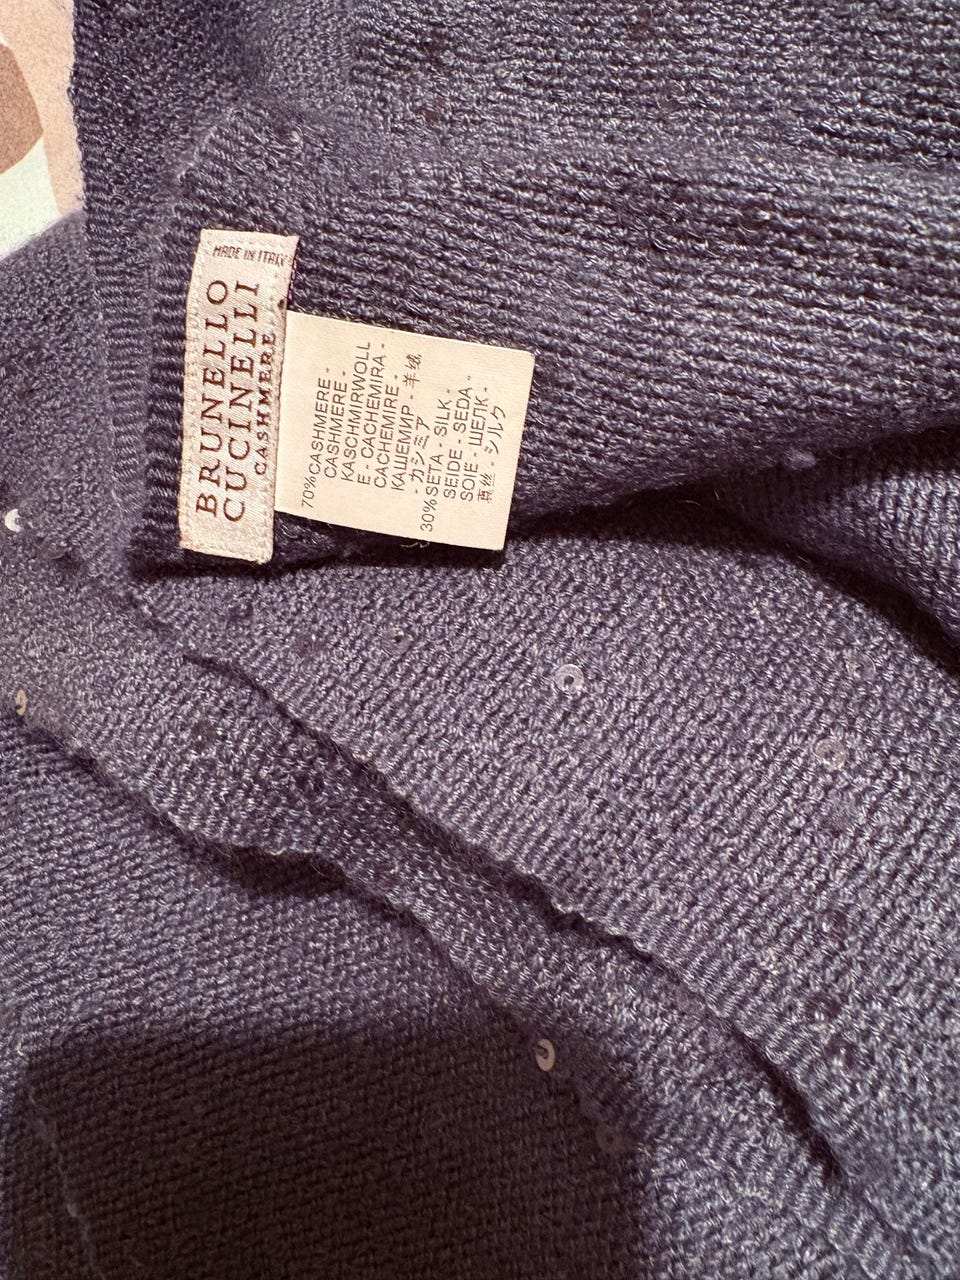 MADE IN ITALY
BRUNELLO
CUCINELLI
CASHMERE
70%CASHMERE -
CASHMERE -
KASCHMIRWOLL
E - CACHEMIRA -
CACHEMIRE -
КАШЕМИР - 羊绒
- カシミア
30%SETA - SILK -
SEIDE - SEDA -
SOIE - ШЕЛК -
真丝 - シルク